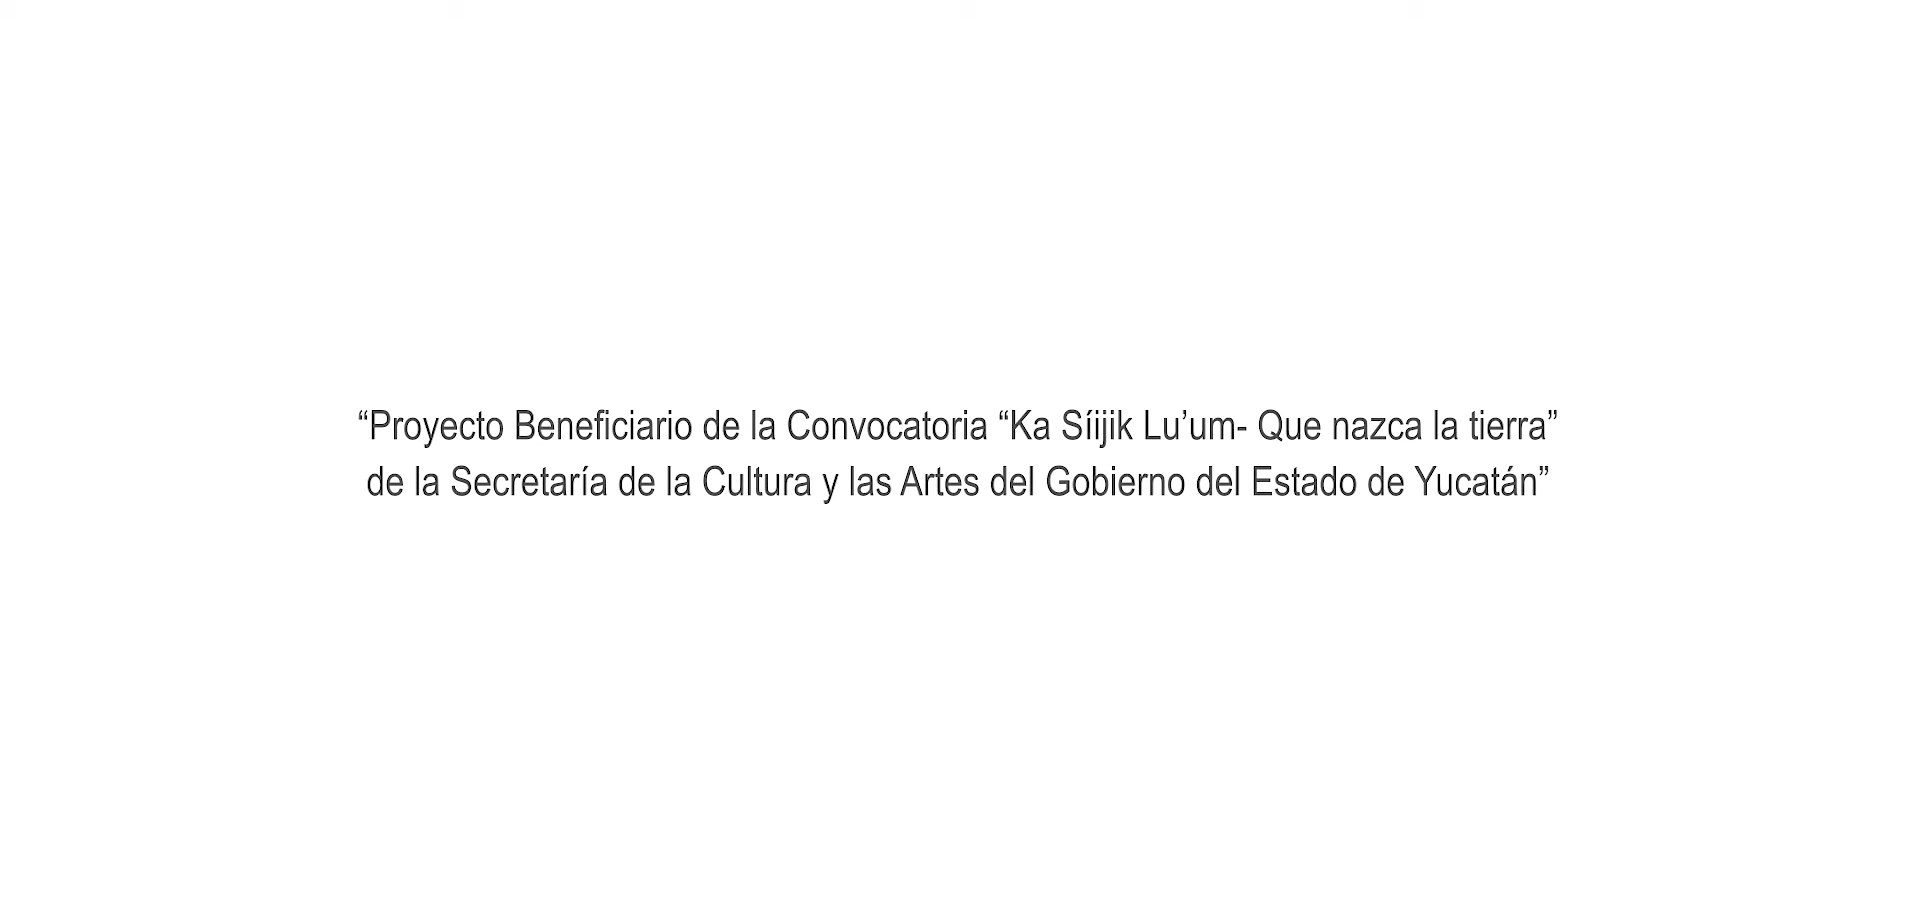 “Proyecto Beneficiario de la Convocatoria “Ka Síijik Lu’um- Que nazca la tierra”
de la Secretaría de la Cultura y las Artes del Gobierno del Estado de Yucatán”